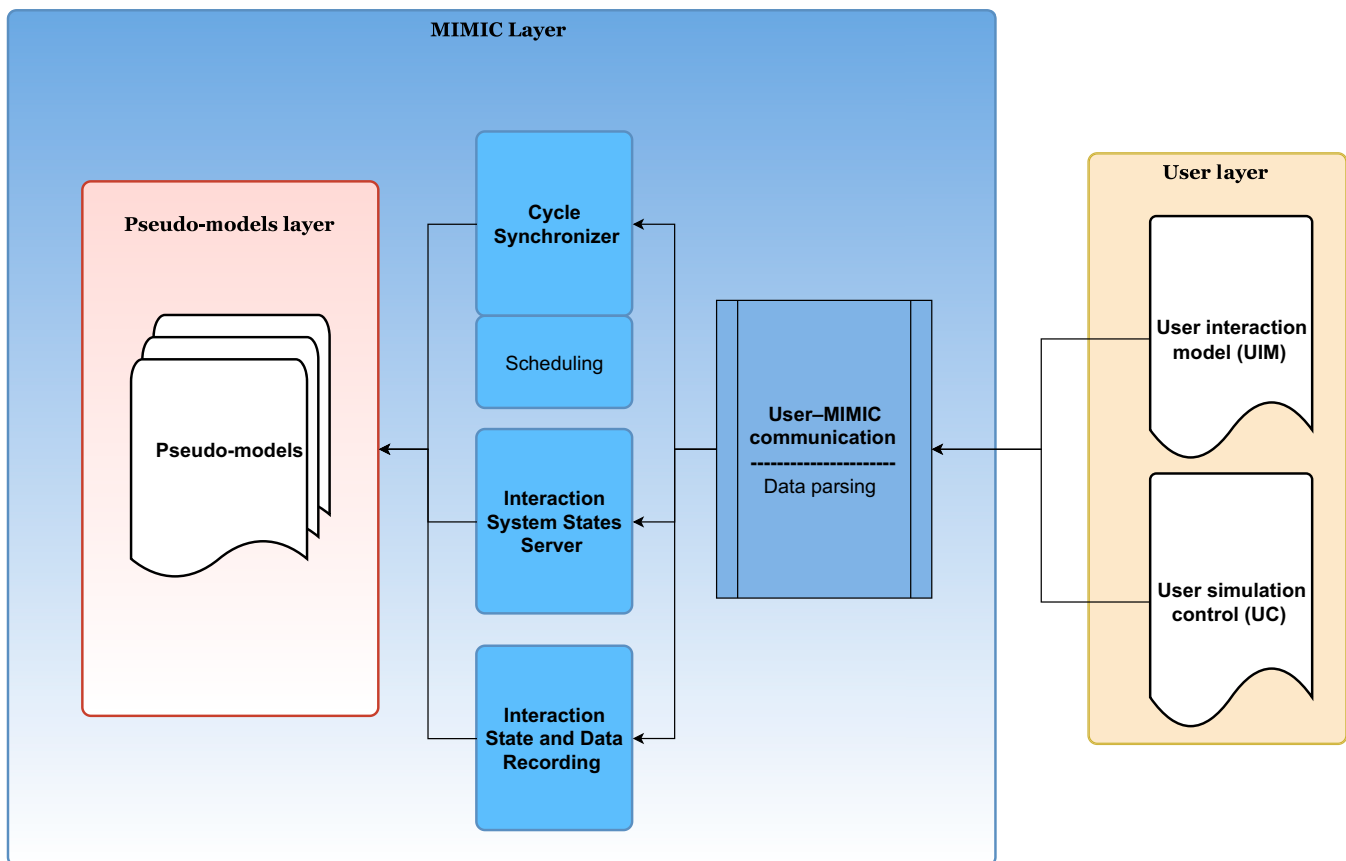 MIMIC Layer
Pseudo-models layer
Pseudo-models
Cycle
Synchronizer
Scheduling
Interaction
System States
Server
Interaction
State and Data
Recording
User–MIMIC
communication
----------------------
Data parsing
User layer
User interaction
model (UIM)
User simulation
control (UC)